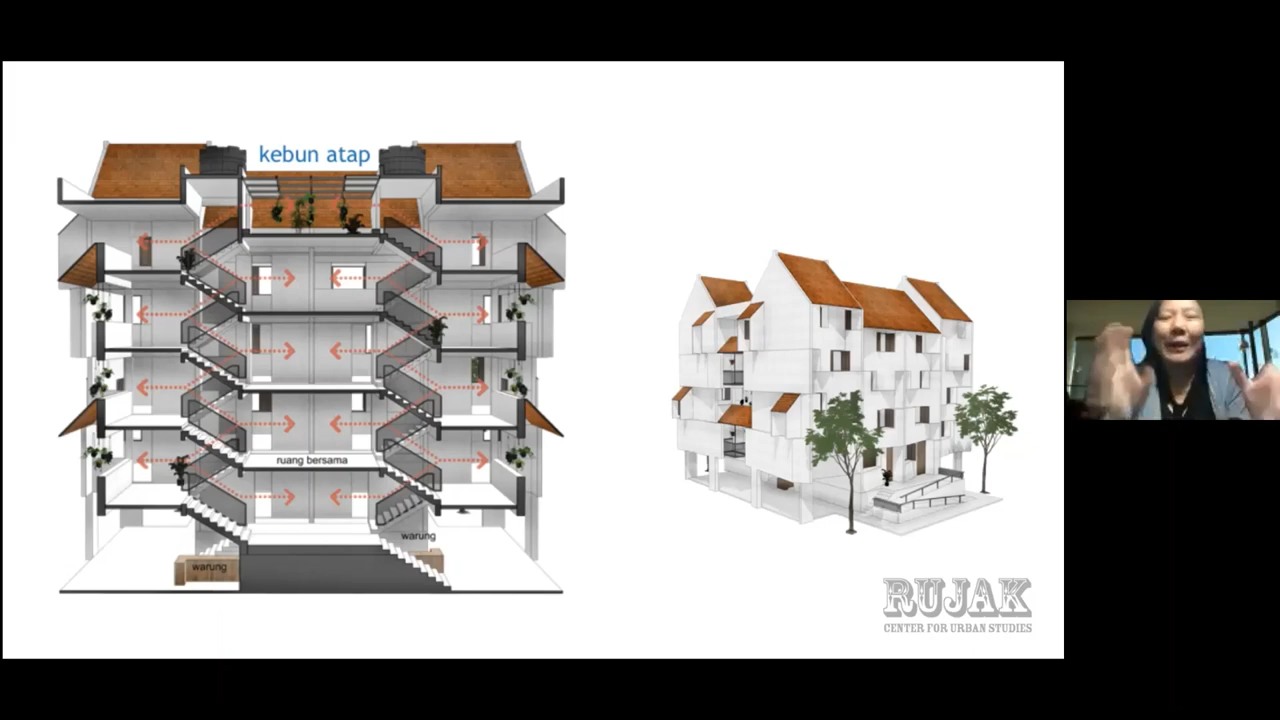 kebun atap
ruang bersama
warung
warung
RUJAK
CENTER FOR URBAN STUDIES